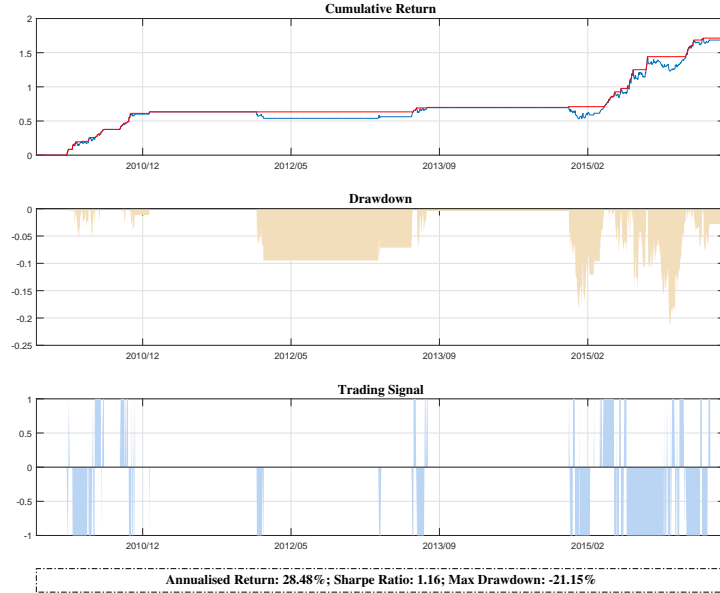 Cumulative Return
2
1.5
1
0.5
0
2010/12 2012/05 2013/09 2015/02
Drawdown
0
-0.05
-0.1
-0.15
-0.2
-0.25
2010/12 2012/05 2013/09 2015/02
Trading Signal
1
0.5
0
-0.5
-1
2010/12 2012/05 2013/09 2015/02
Annualised Return: 28.48%; Sharpe Ratio: 1.16; Max Drawdown: -21.15%